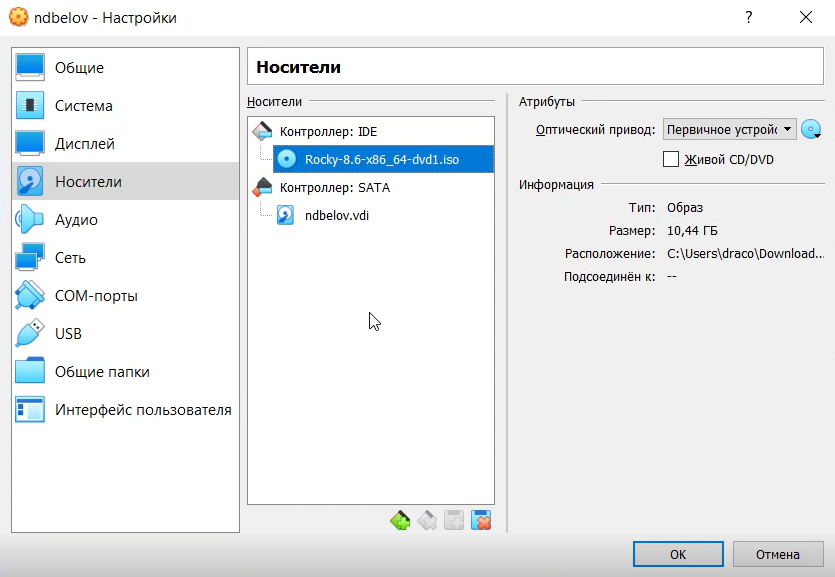 ndbelov - Настройки
?
Общие
Система
Дисплей
Носители
Аудио
Сеть
COM-порты
USB
Общие папки
Интерфейс пользователя
Носители
Носители
Контроллер: IDE
Rocky-8.6-x86_64-dvd1.iso
Контроллер: SATA
ndbelov.vdi
Атрибуты
Оптический привод: Первичное устройс
Живой CD/DVD
Информация
Тип: Образ
Размер: 10,44 ГБ
Расположение: C:\Users\draco\Download...
Подсоединён к: --
OK Отмена